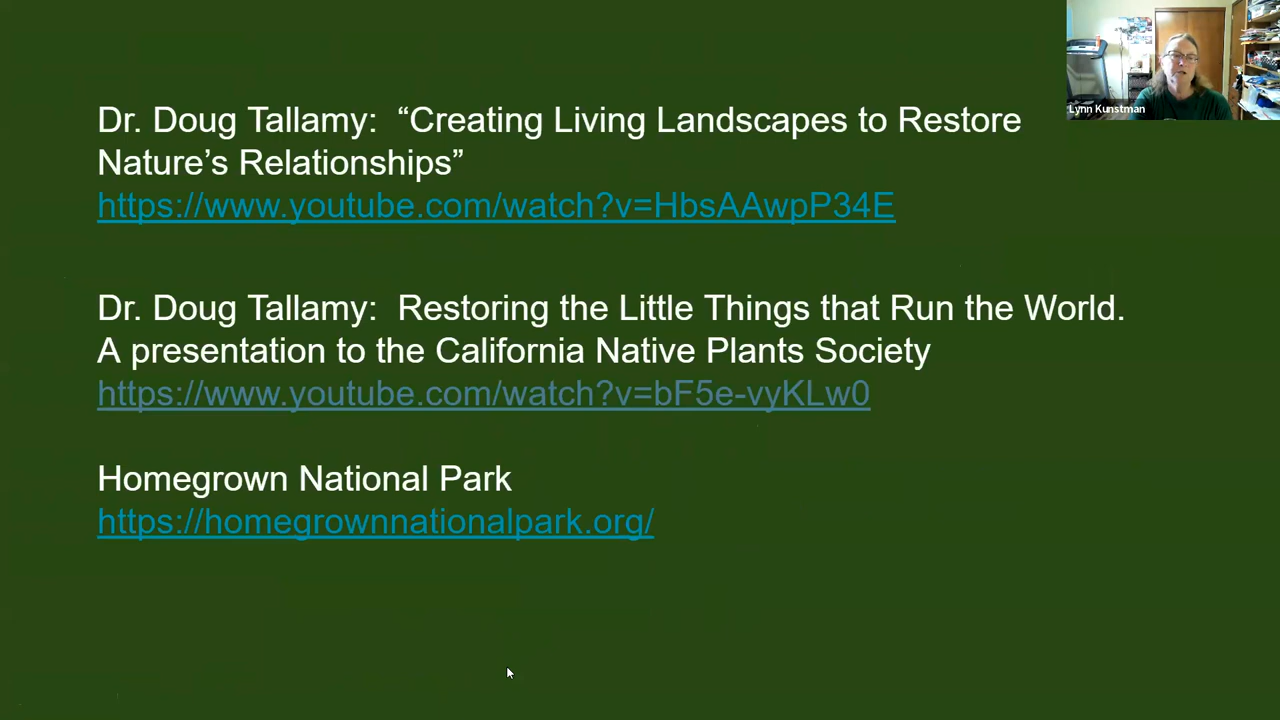 Dr. Doug Tallamy:  “Creating Living Landscapes to Restore
Nature’s Relationships”
https://www.youtube.com/watch?v=HbsAAwpP34E
Dr. Doug Tallamy:  Restoring the Little Things that Run the World.
A presentation to the California Native Plants Society
https://www.youtube.com/watch?v=bF5e-vyKLw0
Homegrown National Park
https://homegrownnationalpark.org/
Lynn Kunstman